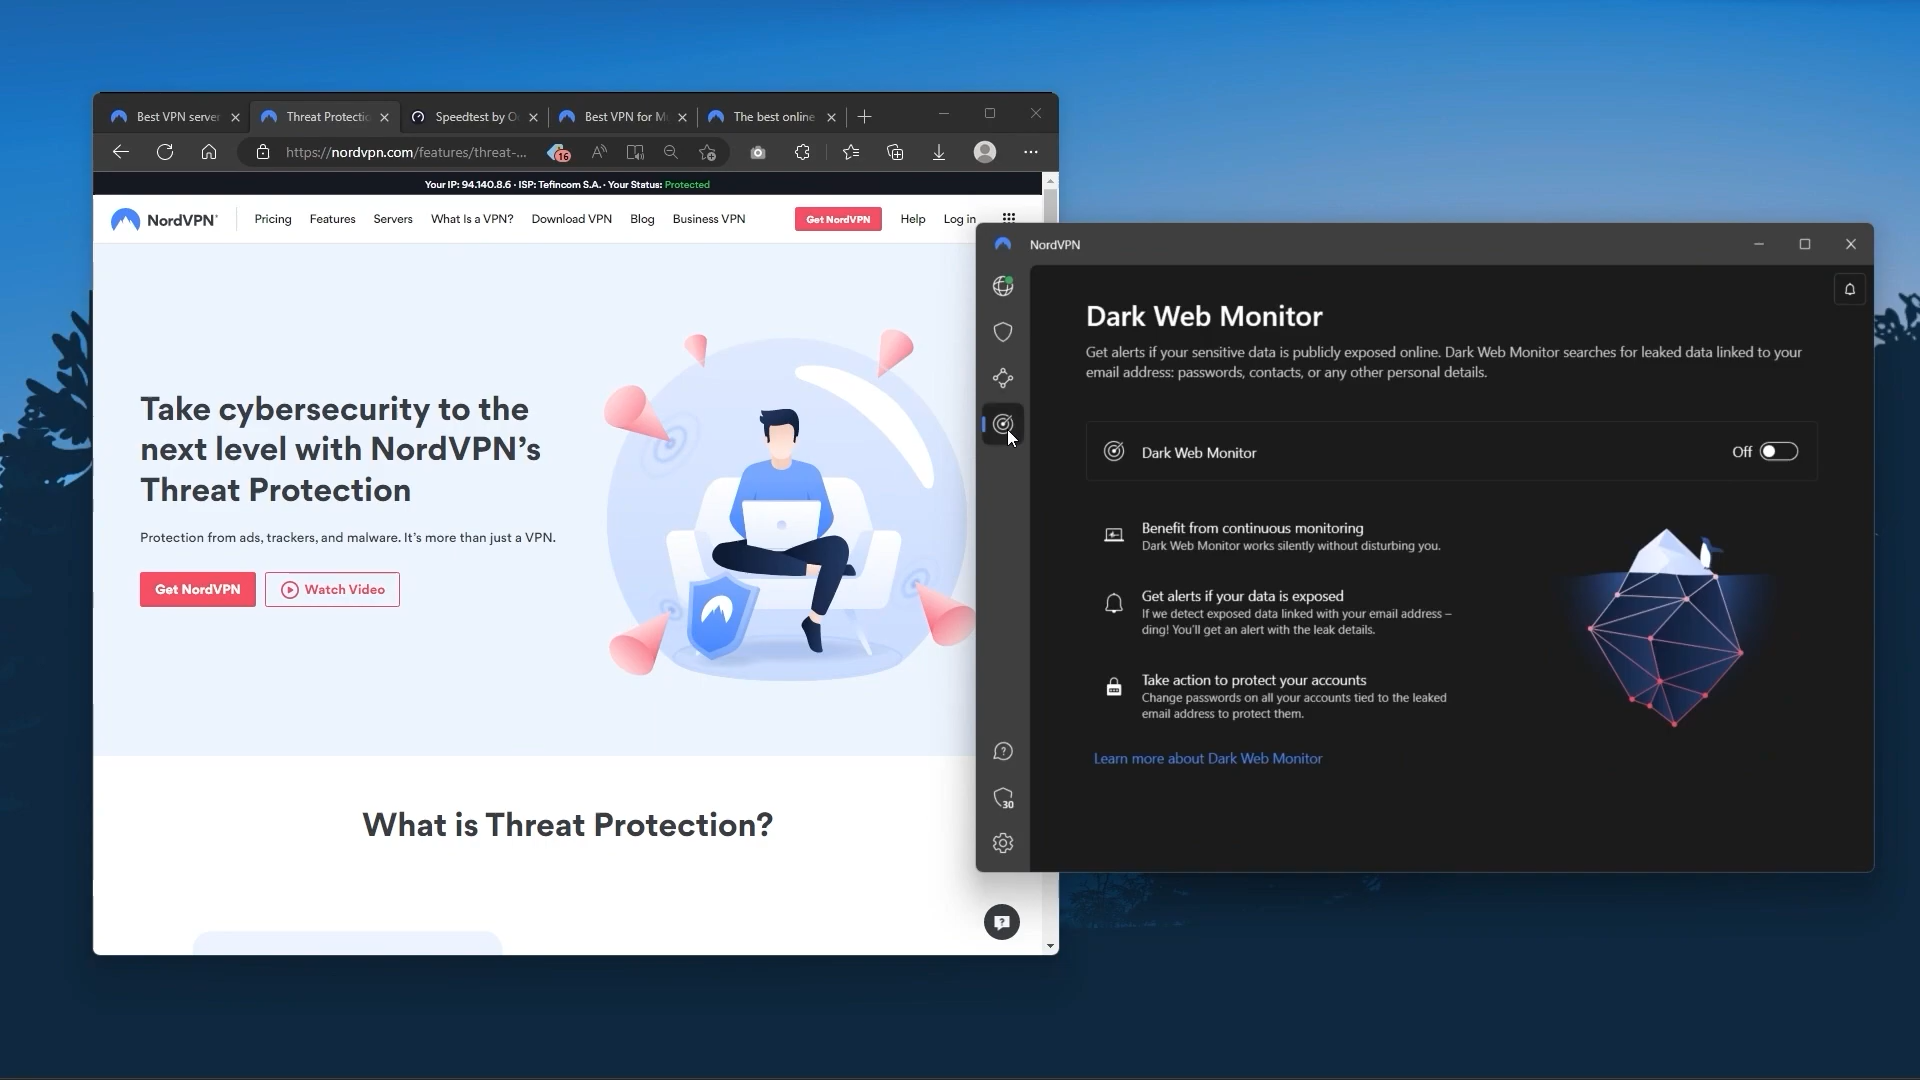 Best VPN server
Threat Protectio
Speedtest by O
Best VPN for M
The best online
https://nordvpn.com/features/threat-...
16
Your IP: 94.140.8.6 · ISP: Tefincom S.A. · Your Status: Protected
NordVPN®
Pricing
Features
Servers
What Is a VPN?
Download VPN
Blog
Business VPN
Get NordVPN
Help
Log in
Take cybersecurity to the
next level with NordVPN’s
Threat Protection
Protection from ads, trackers, and malware. It’s more than just a VPN.
Get NordVPN
Watch Video
What is Threat Protection?
NordVPN
Dark Web Monitor
Get alerts if your sensitive data is publicly exposed online. Dark Web Monitor searches for leaked data linked to your
email address: passwords, contacts, or any other personal details.
Dark Web Monitor
Off
Benefit from continuous monitoring
Dark Web Monitor works silently without disturbing you.
Get alerts if your data is exposed
If we detect exposed data linked with your email address –
ding! You’ll get an alert with the leak details.
Take action to protect your accounts
Change passwords on all your accounts tied to the leaked
email address to protect them.
Learn more about Dark Web Monitor
30